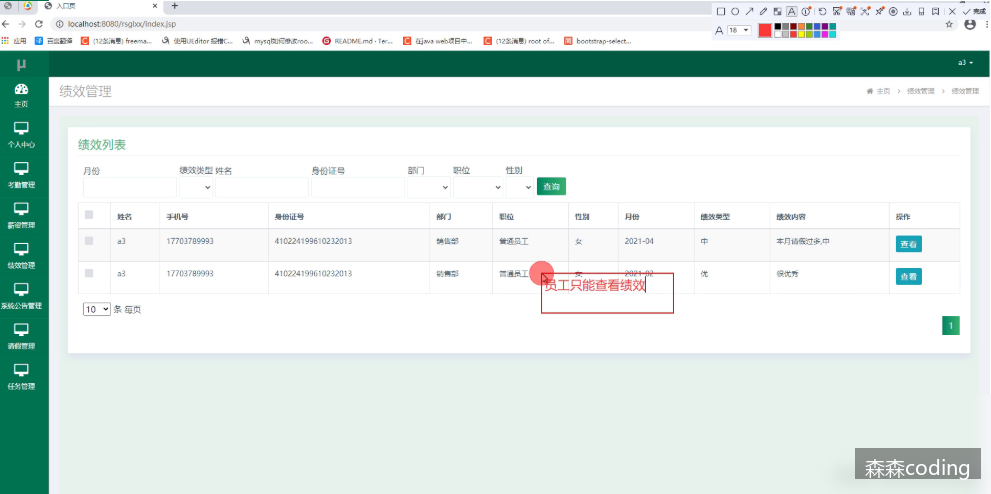 入口页
完成
localhost:8080/rsglxx/index.jsp
应用 百度翻译 (12条消息) freema... 使用UEditor 报错C... mysql如何修改roo... README.md · Ter... 在java web项目中... (12条消息) root of... bootstrap-select...
A 18
μ
a3
主页
个人中心
考勤管理
薪资管理
绩效管理
系统公告管理
请假管理
任务管理
绩效管理
主页 > 绩效管理 > 绩效管理
绩效列表
月份 绩效类型 姓名 身份证号 部门 职位 性别
查询
姓名 手机号 身份证号 部门 职位 性别 月份 绩效类型 绩效内容 操作
a3 17703789993 410224199610232013 销售部 普通员工 女 2021-04 中 本月请假过多,中 查看
a3 17703789993 410224199610232013 销售部 普通员工 女 2021-02 优 很优秀 查看
员工只能查看绩效
10 条 每页
1
森森coding